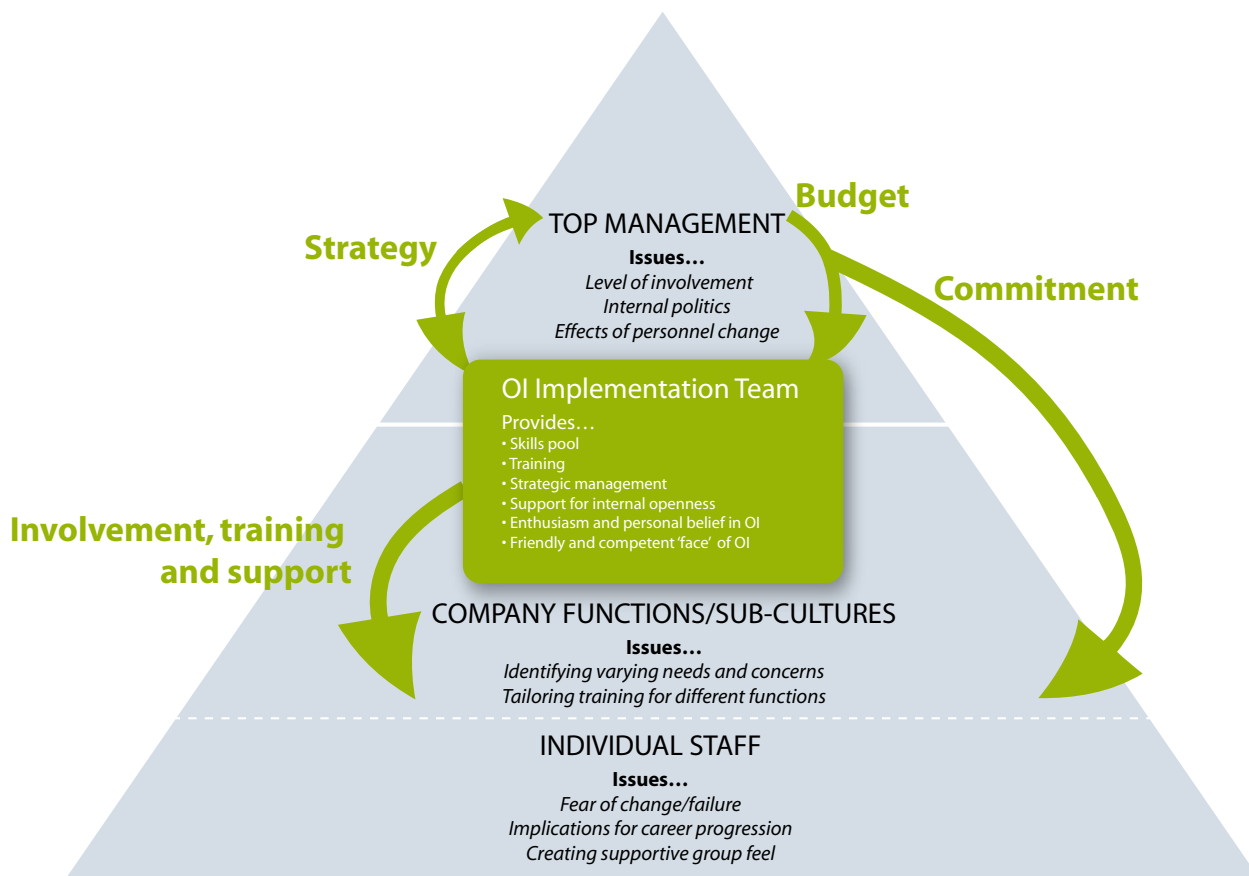 Budget
TOP MANAGEMENT
Strategy
Issues…
Level of involvement
Commitment
Internal politics
Effects of personnel change
OI Implementation Team
Provides…
• Skills pool
• Training
• Strategic management
• Support for internal openness
• Enthusiasm and personal belief in OI
• Friendly and competent ‘face’ of OI
Involvement, training
and support
COMPANY FUNCTIONS/SUB-CULTURES
Issues…
Identifying varying needs and concerns
Tailoring training for different functions
INDIVIDUAL STAFF
Issues…
Fear of change/failure
Implications for career progression
Creating supportive group feel